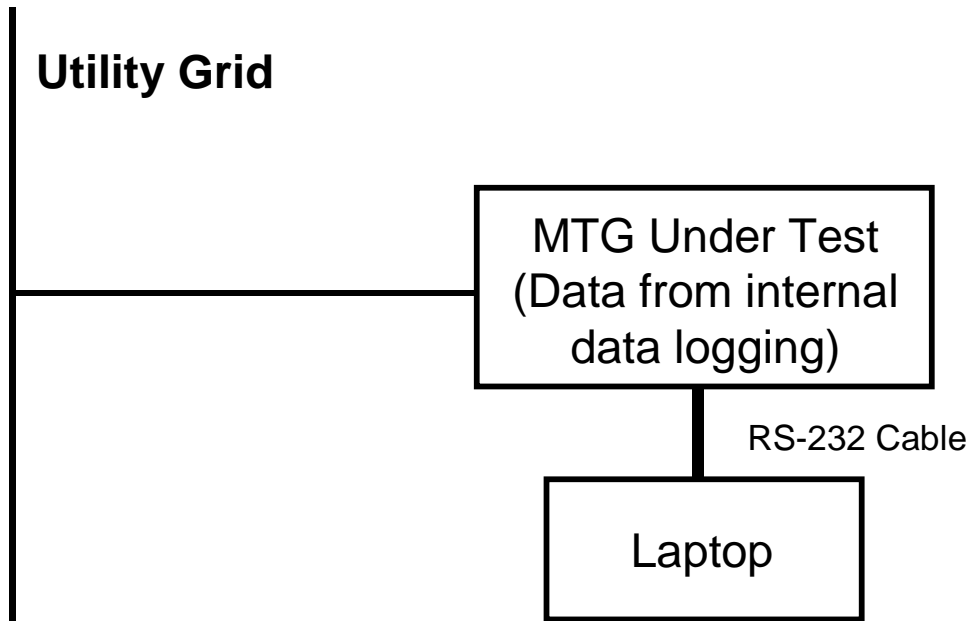 Utility Grid
MTG Under Test
(Data from internal
data logging)
RS-232 Cable
Laptop